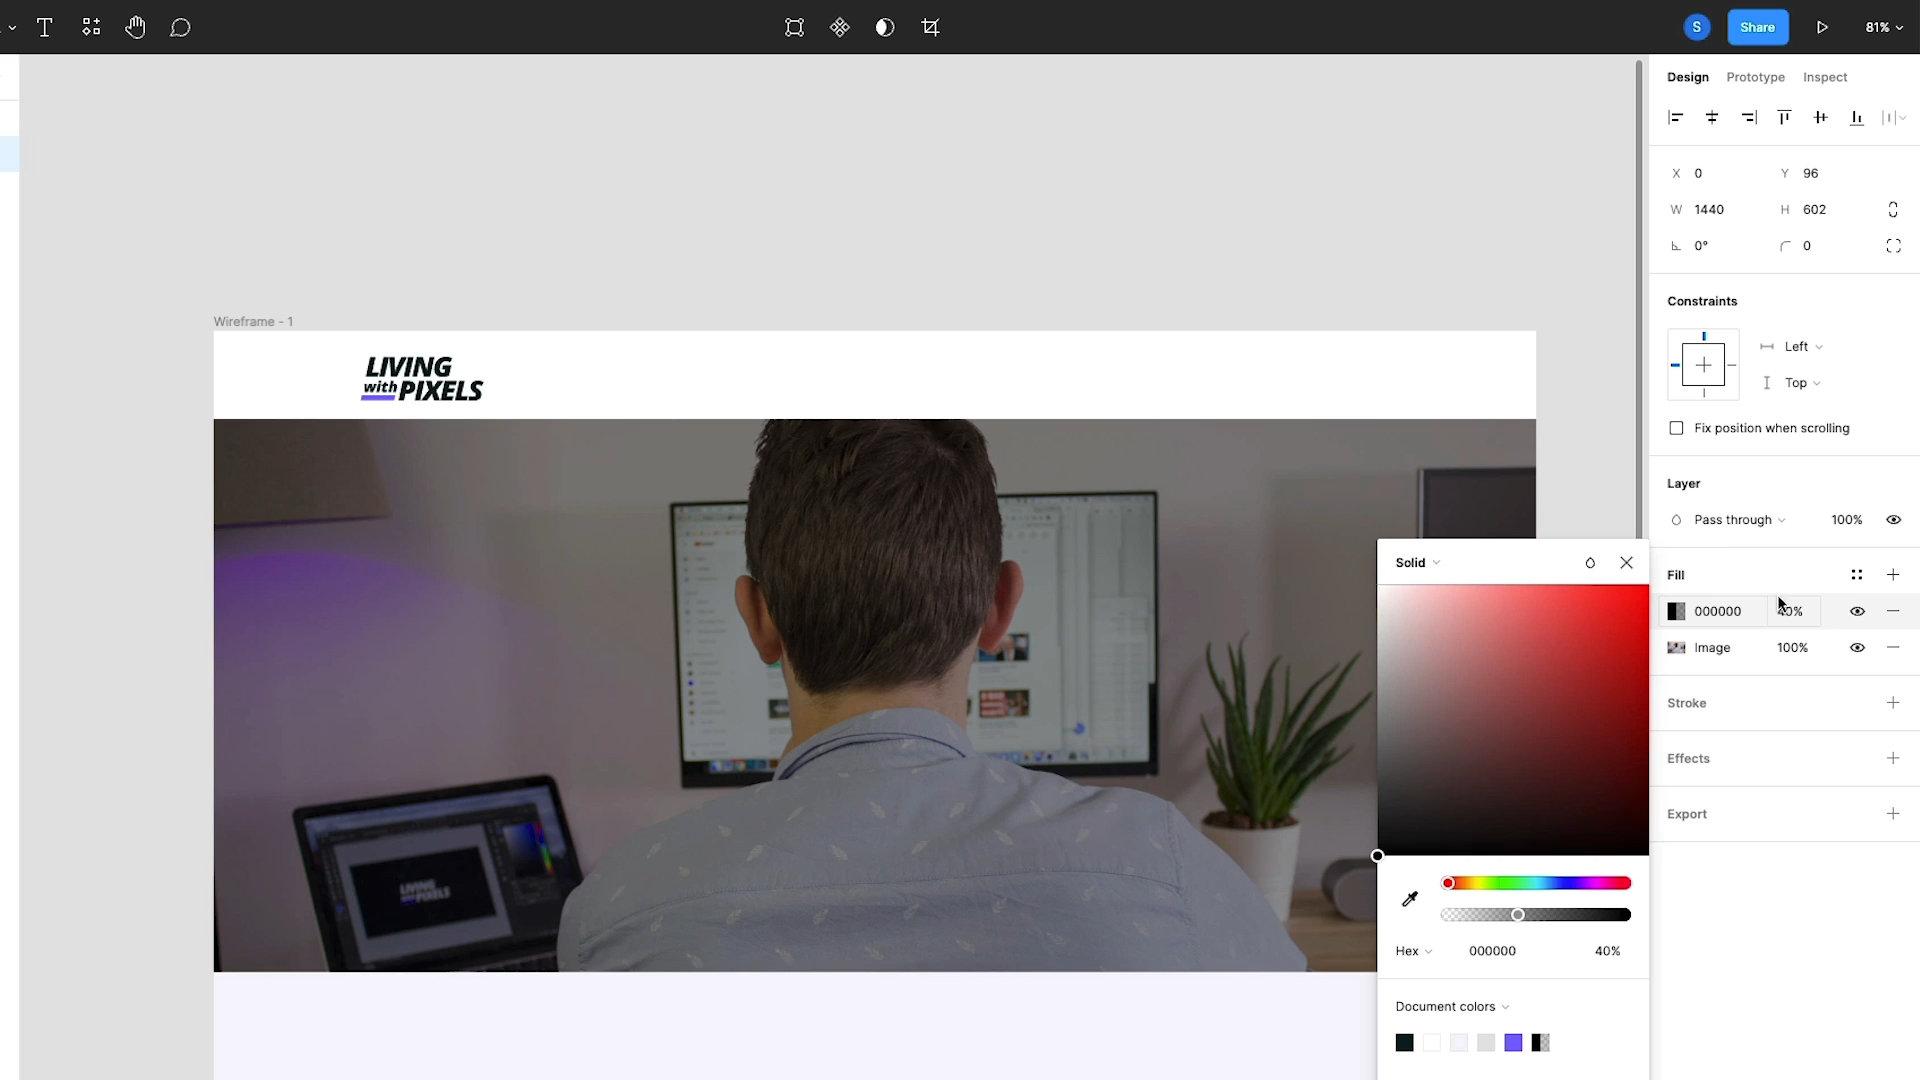 S
Share
81%
Design
Prototype
Inspect
X 0
Y 96
W 1440
H 602
0°
0
Constraints
Left
Top
Fix position when scrolling
Layer
Pass through
100%
Wireframe - 1
LIVING
with PIXELS
Solid
Fill
000000
40%
Image
100%
Stroke
Effects
Export
LIVING
PIXELS
Hex
000000
40%
Document colors